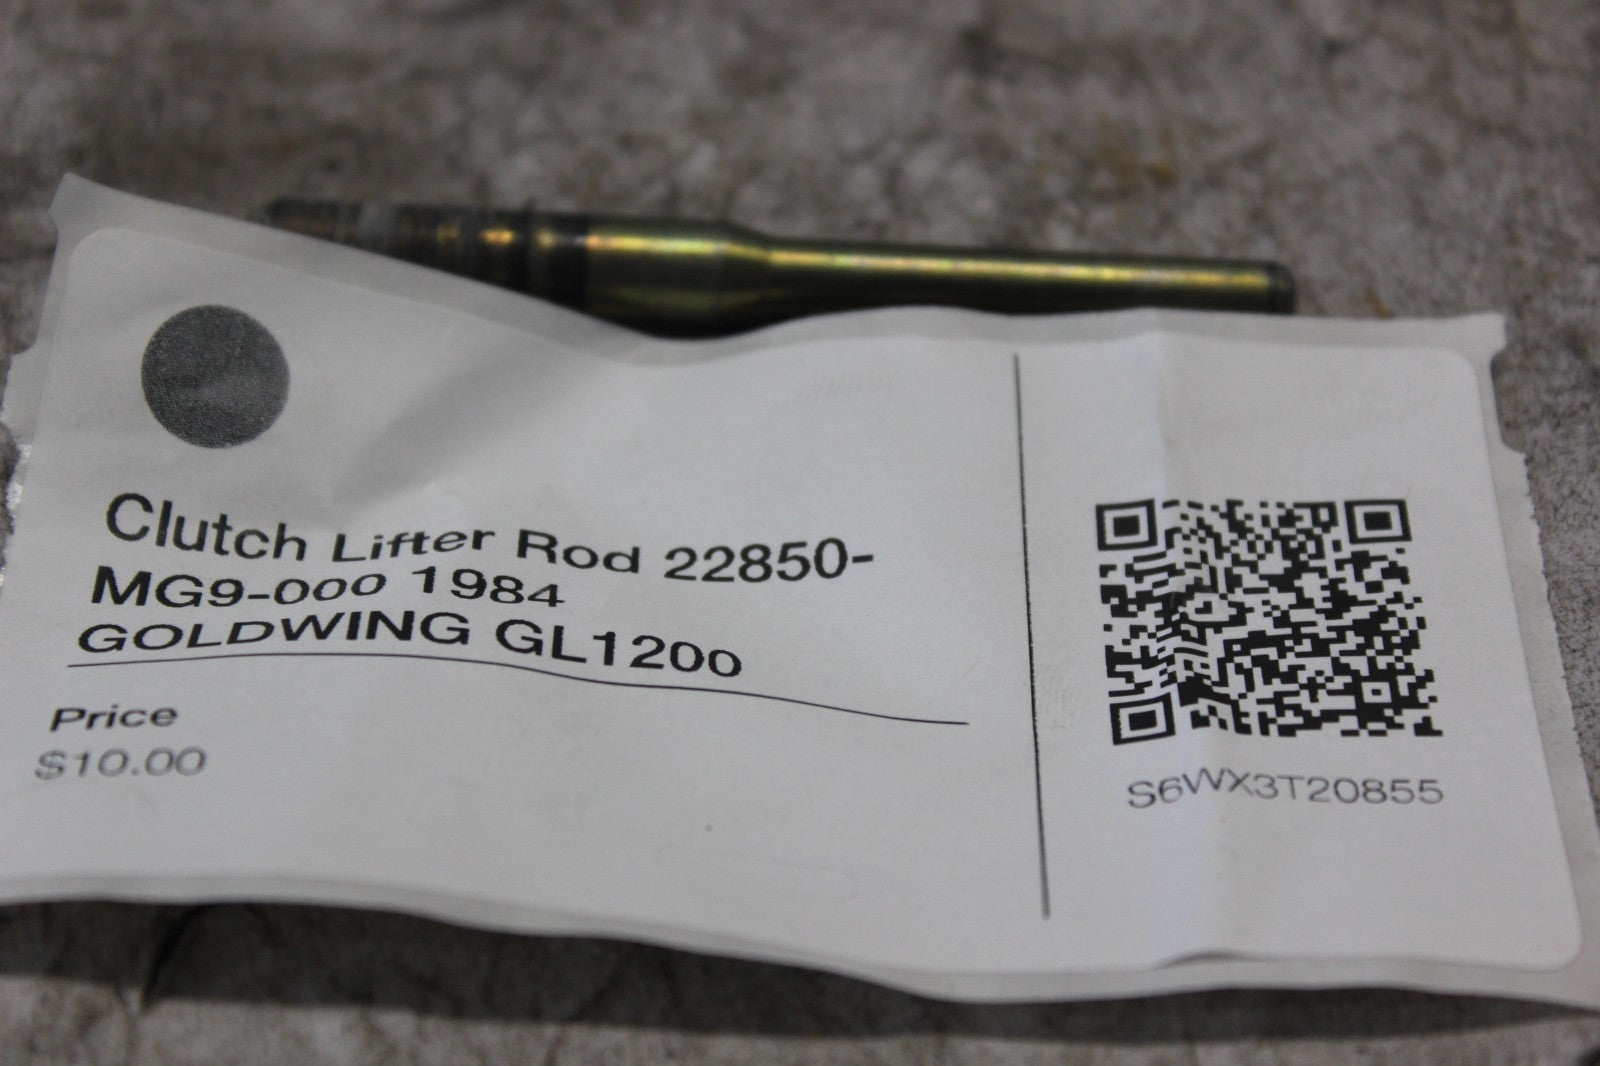 Clutch Lifter Rod 22850-
MG9-000 1984
GOLDWING GL1200
Price
$10.00
S6WX3T20855